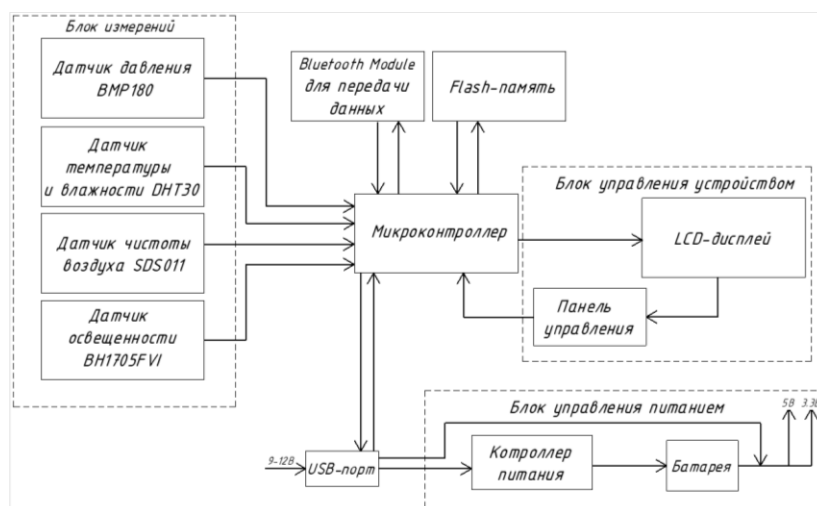 Блок измерений
Датчик давления
BMP180
Датчик
температуры
и влажности DHT30
Датчик чистоты
воздуха SDS011
Датчик
освещенности
BH1705FVI
Bluetooth Module
для передачи
данных
Flash-память
Микроконтроллер
Блок управления устройством
LCD-дисплей
Панель
управления
Блок управления питанием
5В
3.3В
9-12В
USB-порт
Котроллер
питания
Батарея